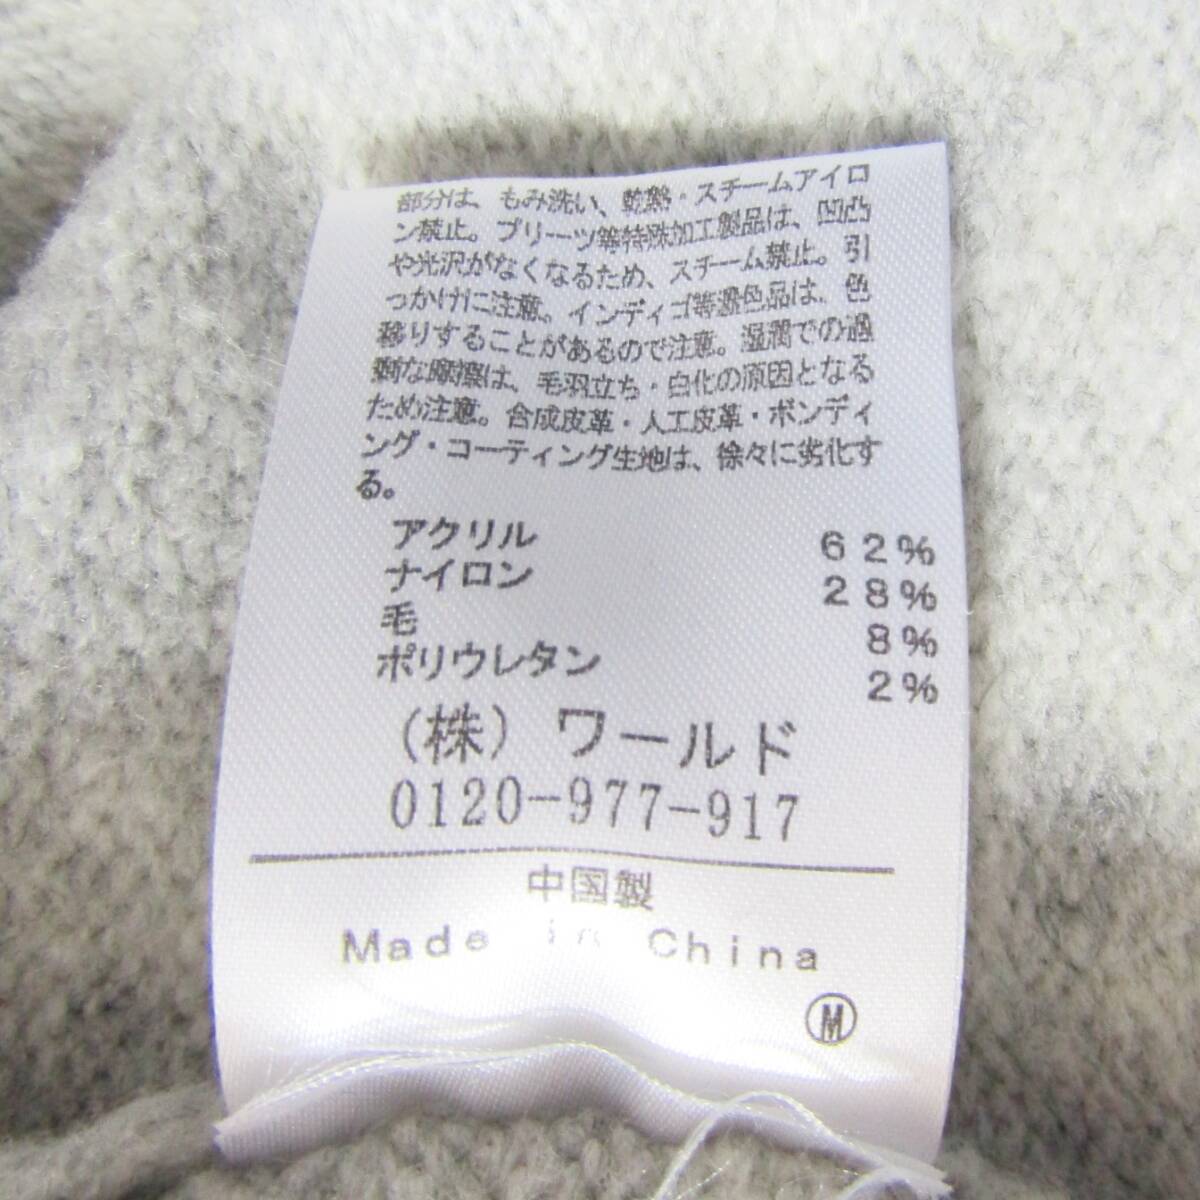 部分は、もみ洗い、乾熱・スチームアイロ
ン禁止。プリーツ等特殊加工製品は、凹凸
や光沢がなくなるため、スチーム禁止。引
っかけに注意。インディゴ等濃色品は、色
移りすることがあるので注意。湿潤での過
剰な摩擦は、毛羽立ち・白化の原因となる
ため注意。合成皮革・人工皮革・ボンディ
ング・コーティング生地は、徐々に劣化す
る。
アクリル 62%
ナイロン 28%
毛 8%
ポリウレタン 2%
(株)ワールド
0120-977-917
中国製
Made in China
Ⓜ